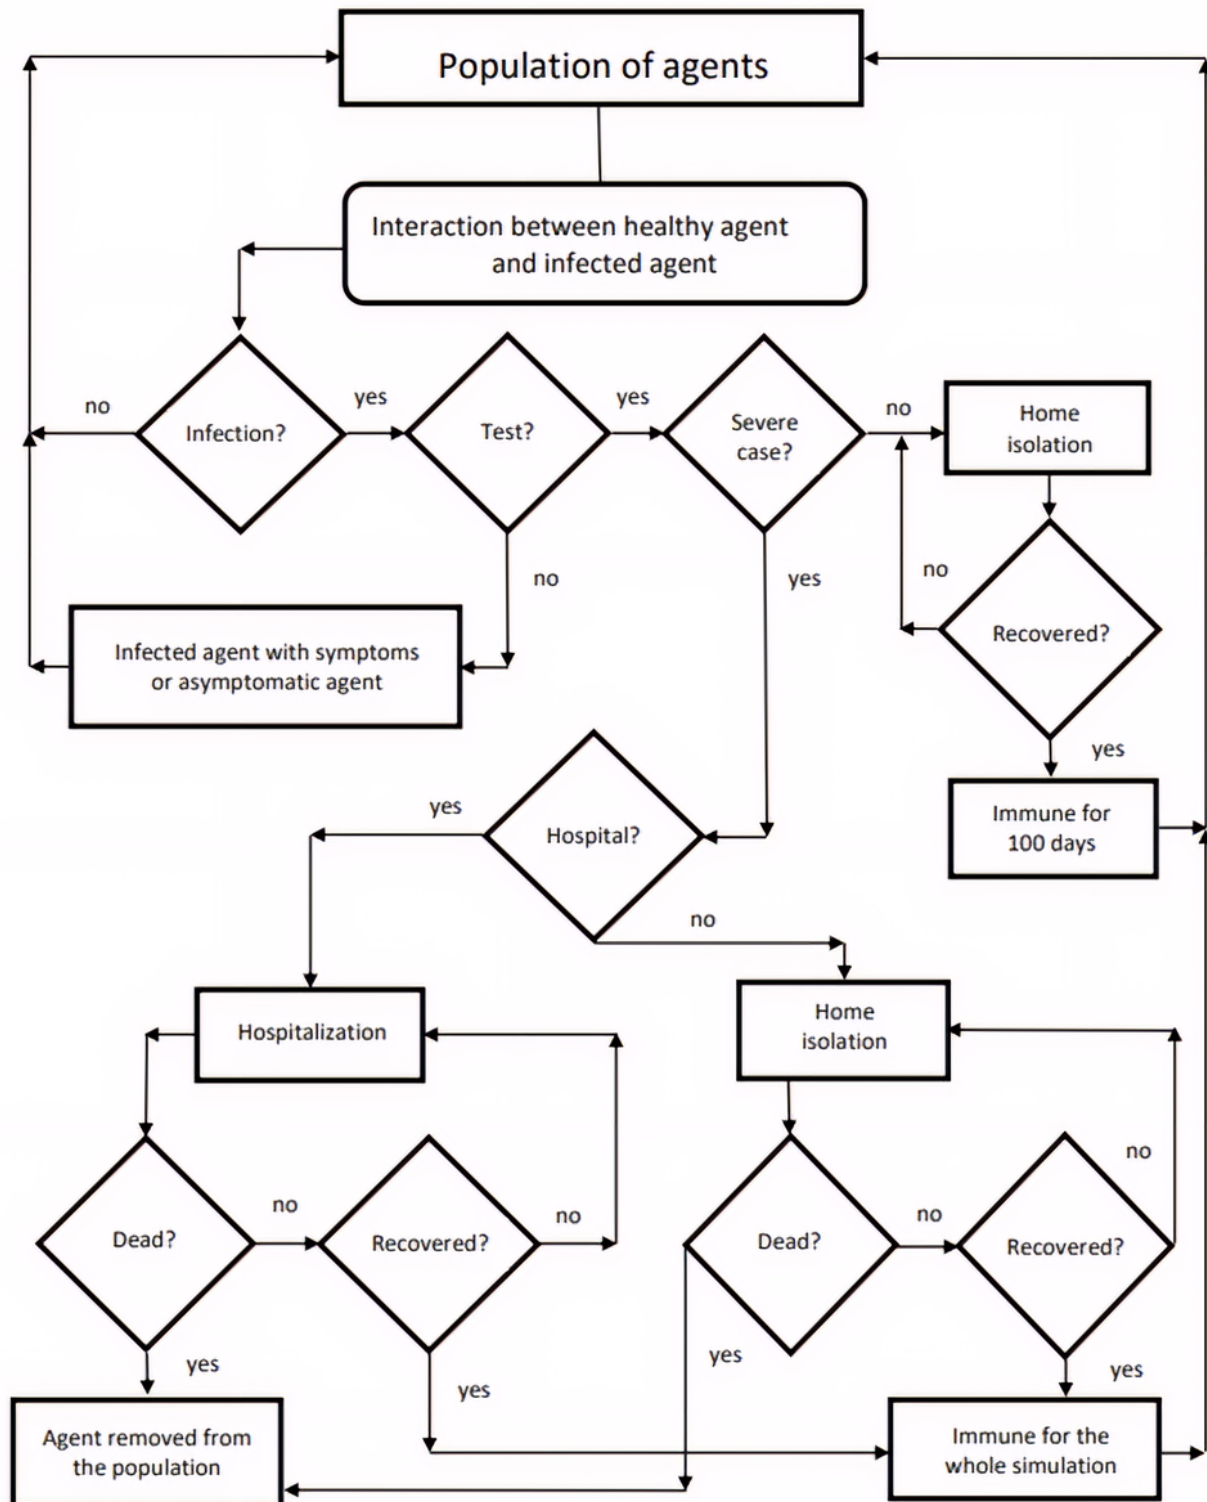 Population of agents
Interaction between healthy agent
and infected agent
no
Infection?
yes
Test?
yes
Severe
case?
no
Home
isolation
no
yes
no
Recovered?
Infected agent with symptoms
or asymptomatic agent
yes
Immune for
100 days
yes
Hospital?
no
Hospitalization
Home
isolation
Dead?
no
Recovered?
no
Dead?
no
Recovered?
no
yes
yes
yes
yes
Agent removed from
the population
Immune for the
whole simulation